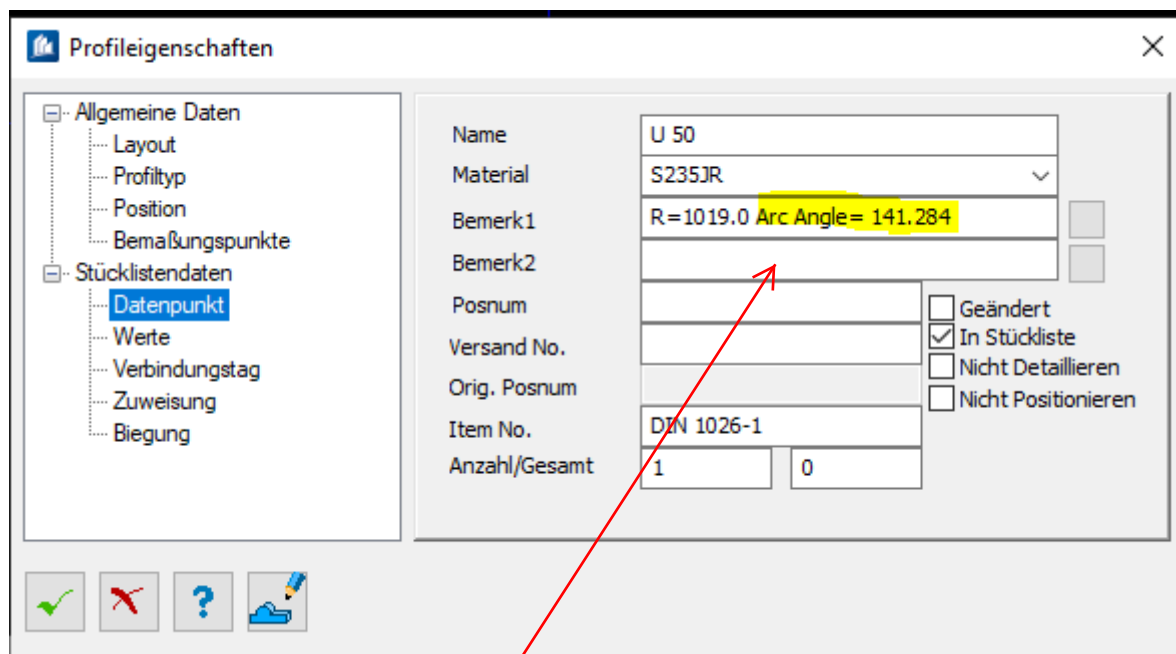 Profileigenschaften
Allgemeine Daten
Layout
Profiltyp
Position
Bemaßungspunkte
Stücklistendaten
Datenpunkt
Werte
Verbindungstag
Zuweisung
Biegung
Name U 50
Material S235JR
Bemerk1 R=1019.0 Arc Angle= 141.284
Bemerk2
Posnum
Versand No.
Orig. Posnum
Item No. DIN 1026-1
Anzahl/Gesamt 1 0
Geändert
In Stückliste
Nicht Detaillieren
Nicht Positionieren
?